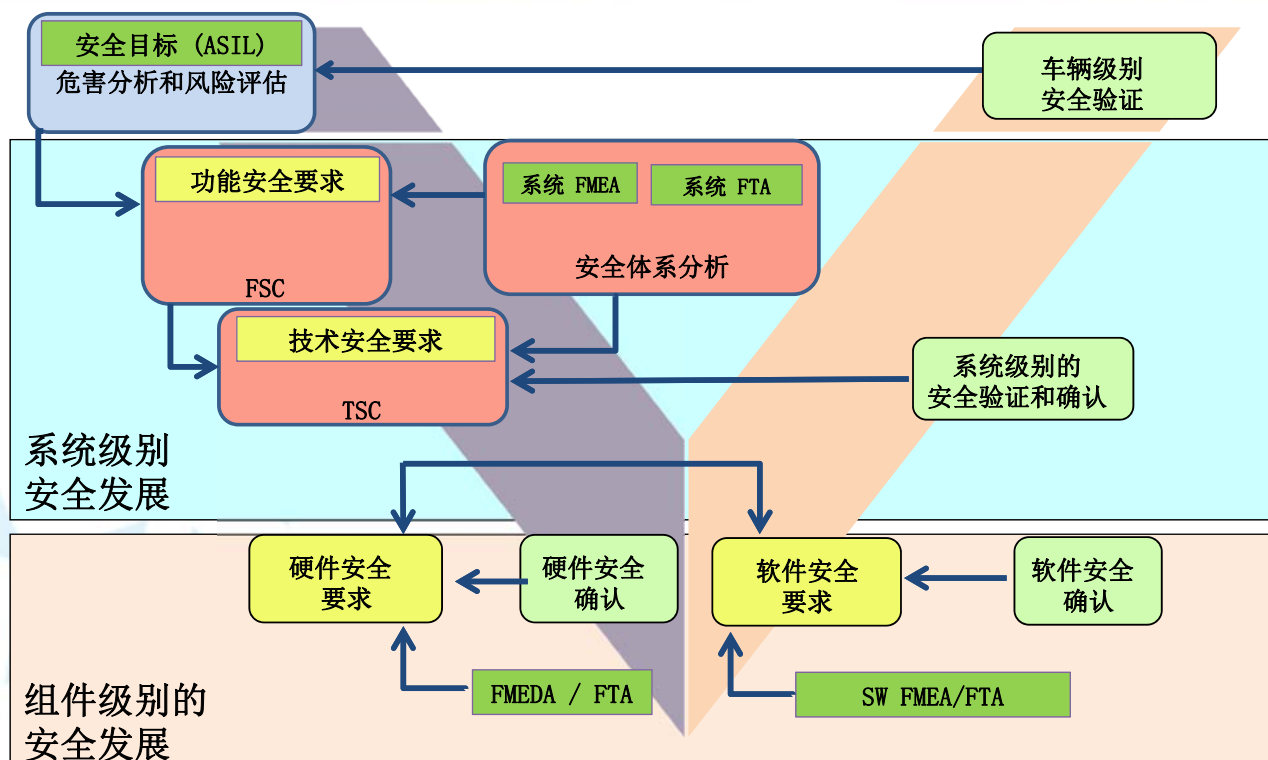 安全目标 (ASIL)
危害分析和风险评估
车辆级别
安全验证
功能安全要求
FSC
系统 FMEA
系统 FTA
安全体系分析
技术安全要求
TSC
系统级别的
安全验证和确认
系统级别
安全发展
硬件安全
要求
硬件安全
确认
软件安全
要求
软件安全
确认
FMEDA / FTA
SW FMEA/FTA
组件级别的
安全发展